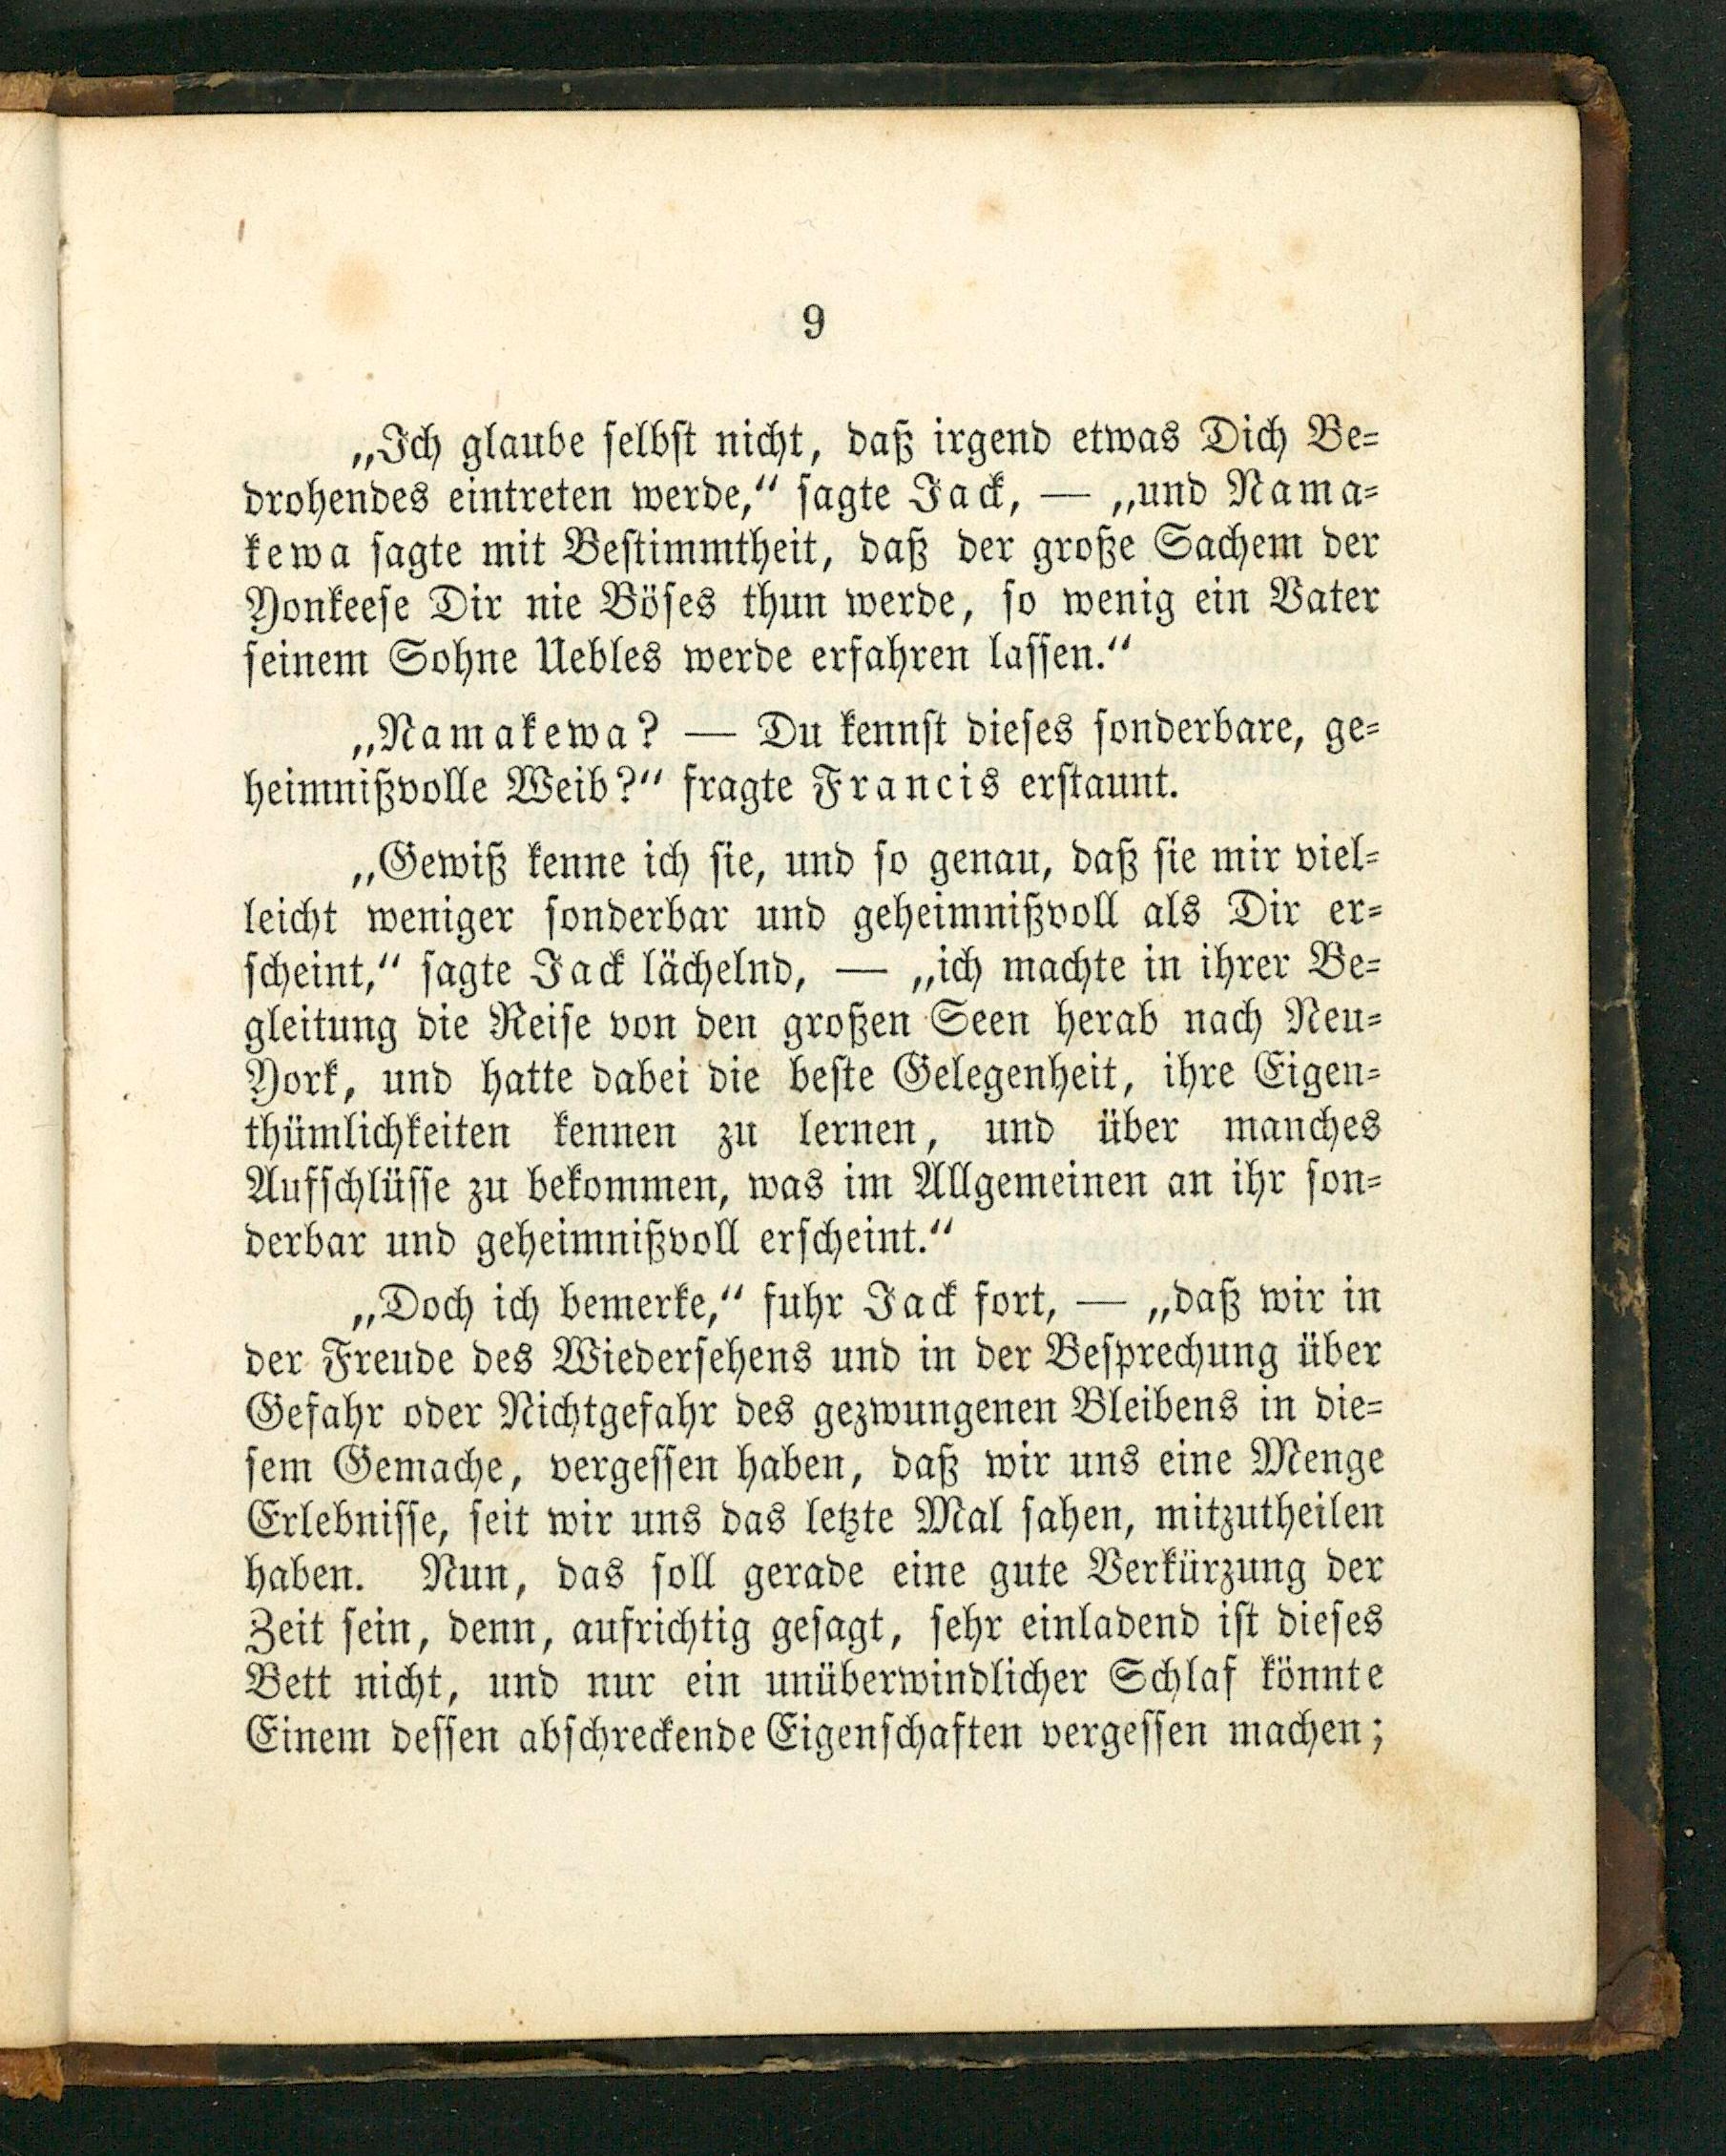 9
„Ich glaube selbst nicht, daß irgend etwas Dich Be-
drohendes eintreten werde,“ sagte Jack, — „und Nama-
kewa sagte mit Bestimmtheit, daß der große Sachem der
Yonkeese Dir nie Böses thun werde, so wenig ein Vater
seinem Sohne Uebles werde erfahren lassen.“
„Namakewa? — Du kennst dieses sonderbare, ge-
heimnißvolle Weib?“ fragte Francis erstaunt.
„Gewiß kenne ich sie, und so genau, daß sie mir viel-
leicht weniger sonderbar und geheimnißvoll als Dir er-
scheint,“ sagte Jack lächelnd, — „ich machte in ihrer Be-
gleitung die Reise von den großen Seen herab nach Neu-
York, und hatte dabei die beste Gelegenheit, ihre Eigen-
thümlichkeiten kennen zu lernen, und über manches
Aufschlüsse zu bekommen, was im Allgemeinen an ihr son-
derbar und geheimnißvoll erscheint.“
„Doch ich bemerke,“ fuhr Jack fort, — „daß wir in
der Freude des Wiedersehens und in der Besprechung über
Gefahr oder Nichtgefahr des gezwungenen Bleibens in die-
sem Gemache, vergessen haben, daß wir uns eine Menge
Erlebnisse, seit wir uns das letzte Mal sahen, mitzutheilen
haben. Nun, das soll gerade eine gute Verkürzung der
Zeit sein, denn, aufrichtig gesagt, sehr einladend ist dieses
Bett nicht, und nur ein unüberwindlicher Schlaf könnte
Einem dessen abschreckende Eigenschaften vergessen machen;